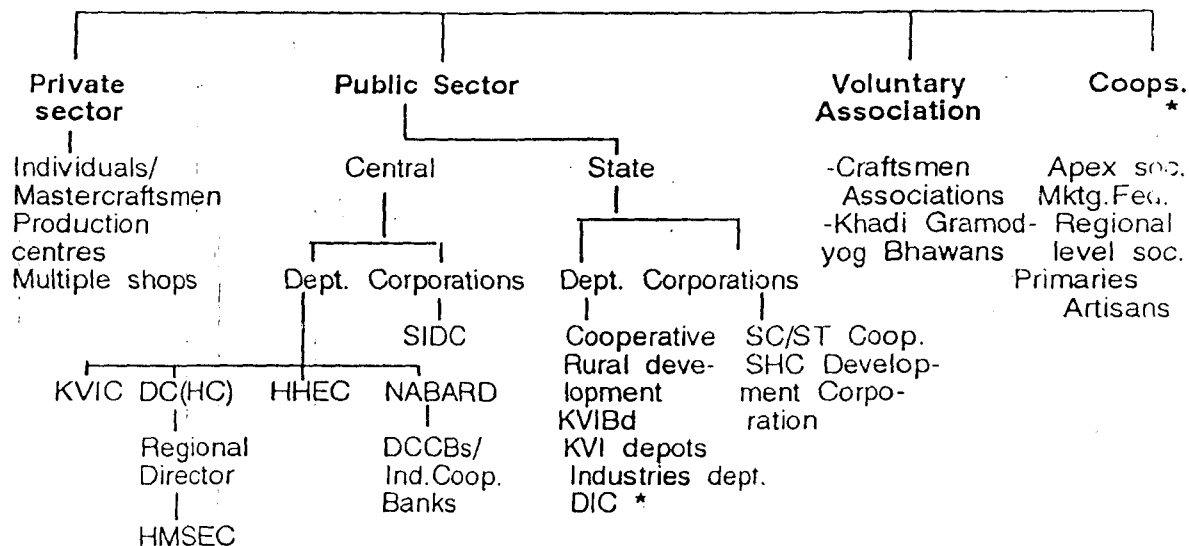 Private
sector
Public Sector
Voluntary
Association
Coops.
*
Individuals/
Mastercraftsmen
Production
centres
Multiple shops
Central
State
-Craftsmen
Associations
-Khadi Gramod-
yog Bhawans
Apex soc.
Mktg.Fed.
Regional
level soc.
Primaries
Artisans
Dept. Corporations
Dept. Corporations
SIDC
Cooperative
Rural deve-
lopment
KVIBd
KVI depots
Industries dept.
DIC *
SC/ST Coop.
SHC Develop-
ment Corpo-
ration
KVIC DC(HC) HHEC NABARD
Regional
Director
HMSEC
DCCBs/
Ind.Coop.
Banks